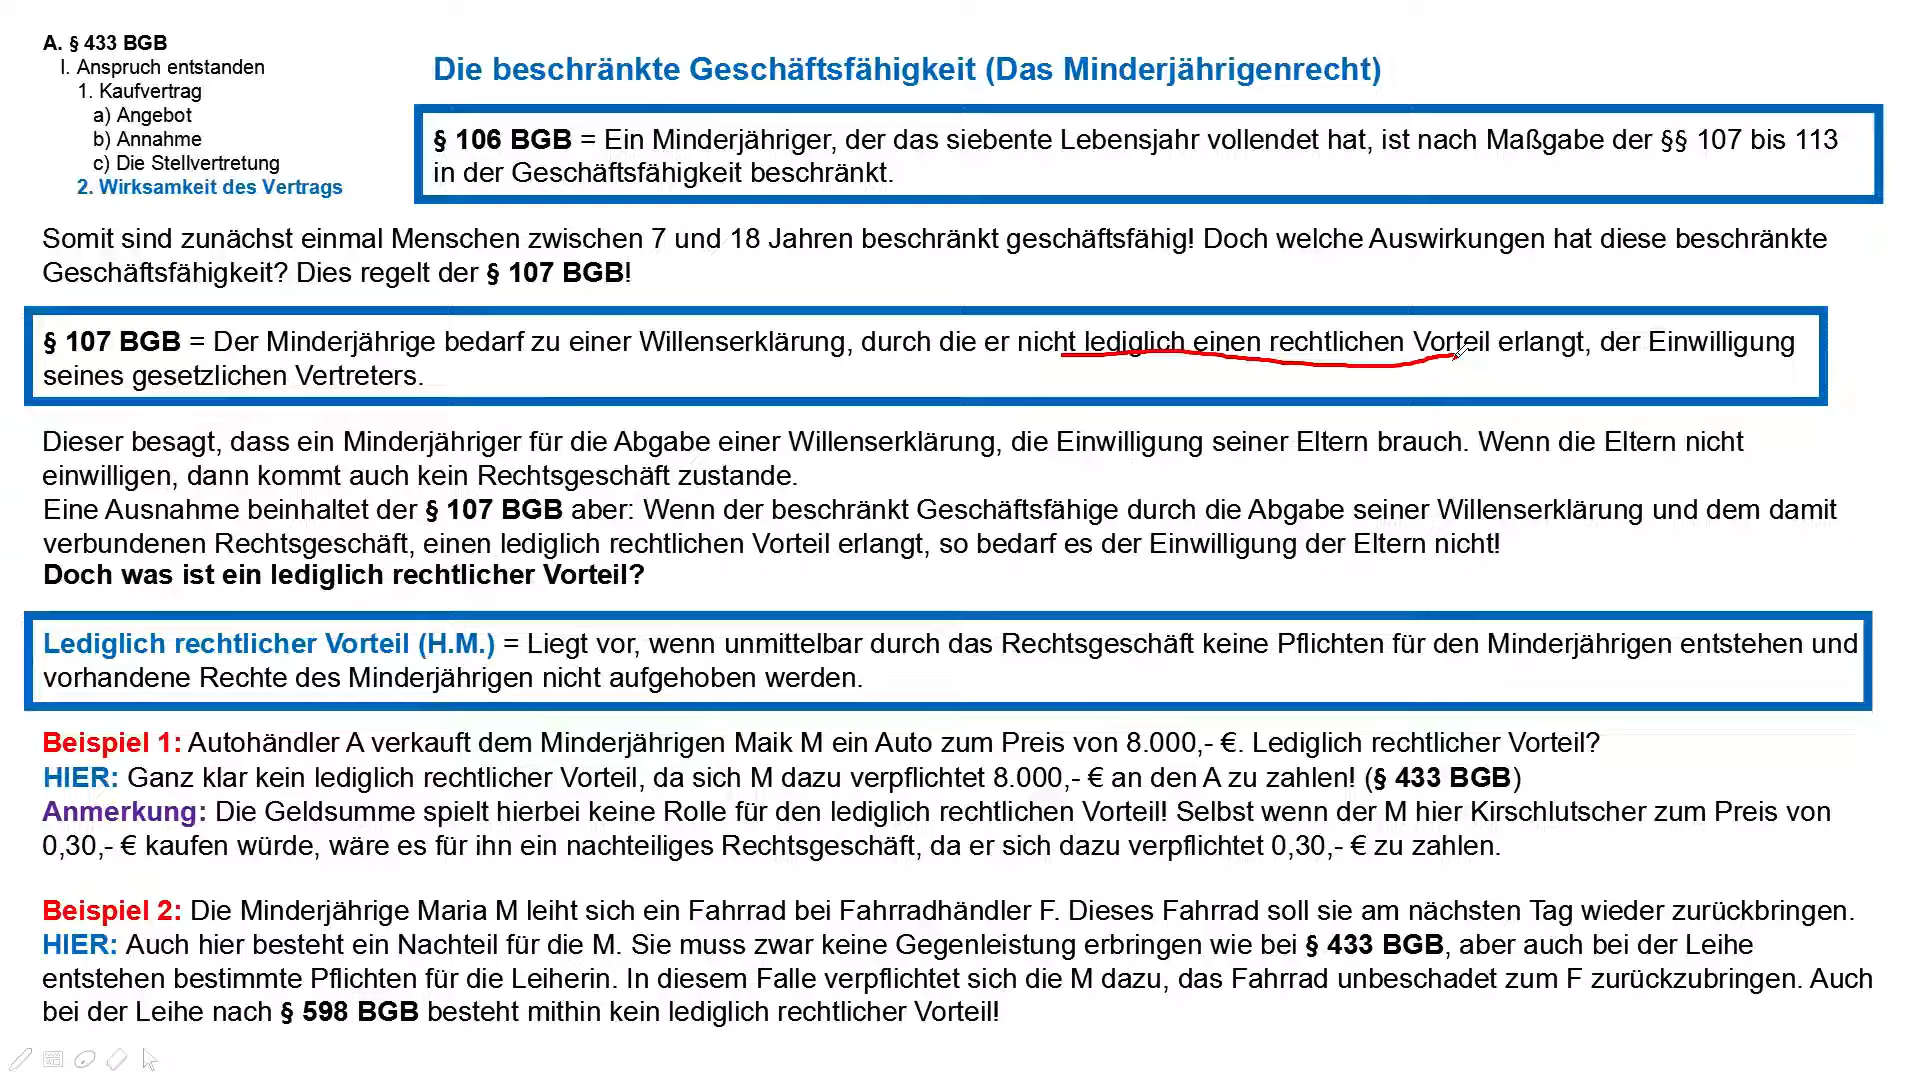 A. § 433 BGB
I. Anspruch entstanden
1. Kaufvertrag
a) Angebot
b) Annahme
c) Die Stellvertretung
2. Wirksamkeit des Vertrags
Die beschränkte Geschäftsfähigkeit (Das Minderjährigenrecht)
§ 106 BGB = Ein Minderjähriger, der das siebente Lebensjahr vollendet hat, ist nach Maßgabe der §§ 107 bis 113
in der Geschäftsfähigkeit beschränkt.
Somit sind zunächst einmal Menschen zwischen 7 und 18 Jahren beschränkt geschäftsfähig! Doch welche Auswirkungen hat diese beschränkte
Geschäftsfähigkeit? Dies regelt der § 107 BGB!
§ 107 BGB = Der Minderjährige bedarf zu einer Willenserklärung, durch die er nicht lediglich einen rechtlichen Vorteil erlangt, der Einwilligung
seines gesetzlichen Vertreters.
Dieser besagt, dass ein Minderjähriger für die Abgabe einer Willenserklärung, die Einwilligung seiner Eltern brauch. Wenn die Eltern nicht
einwilligen, dann kommt auch kein Rechtsgeschäft zustande.
Eine Ausnahme beinhaltet der § 107 BGB aber: Wenn der beschränkt Geschäftsfähige durch die Abgabe seiner Willenserklärung und dem damit
verbundenen Rechtsgeschäft, einen lediglich rechtlichen Vorteil erlangt, so bedarf es der Einwilligung der Eltern nicht!
Doch was ist ein lediglich rechtlicher Vorteil?
Lediglich rechtlicher Vorteil (H.M.) = Liegt vor, wenn unmittelbar durch das Rechtsgeschäft keine Pflichten für den Minderjährigen entstehen und
vorhandene Rechte des Minderjährigen nicht aufgehoben werden.
Beispiel 1: Autohändler A verkauft dem Minderjährigen Maik M ein Auto zum Preis von 8.000,- €. Lediglich rechtlicher Vorteil?
HIER: Ganz klar kein lediglich rechtlicher Vorteil, da sich M dazu verpflichtet 8.000,- € an den A zu zahlen! (§ 433 BGB)
Anmerkung: Die Geldsumme spielt hierbei keine Rolle für den lediglich rechtlichen Vorteil! Selbst wenn der M hier Kirschlutscher zum Preis von
0,30,- € kaufen würde, wäre es für ihn ein nachteiliges Rechtsgeschäft, da er sich dazu verpflichtet 0,30,- € zu zahlen.
Beispiel 2: Die Minderjährige Maria M leiht sich ein Fahrrad bei Fahrradhändler F. Dieses Fahrrad soll sie am nächsten Tag wieder zurückbringen.
HIER: Auch hier besteht ein Nachteil für die M. Sie muss zwar keine Gegenleistung erbringen wie bei § 433 BGB, aber auch bei der Leihe
entstehen bestimmte Pflichten für die Leiherin. In diesem Falle verpflichtet sich die M dazu, das Fahrrad unbeschadet zum F zurückzubringen. Auch
bei der Leihe nach § 598 BGB besteht mithin kein lediglich rechtlicher Vorteil!